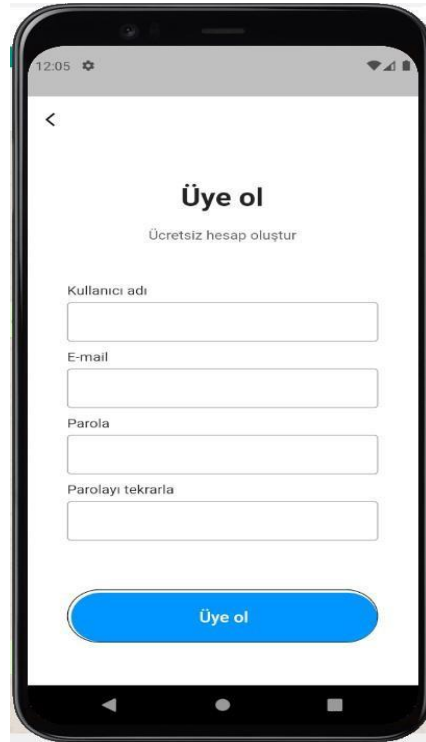 12:05
Üye ol
Ücretsiz hesap oluştur
Kullanıcı adı
E-mail
Parola
Parolayı tekrarla
Üye ol